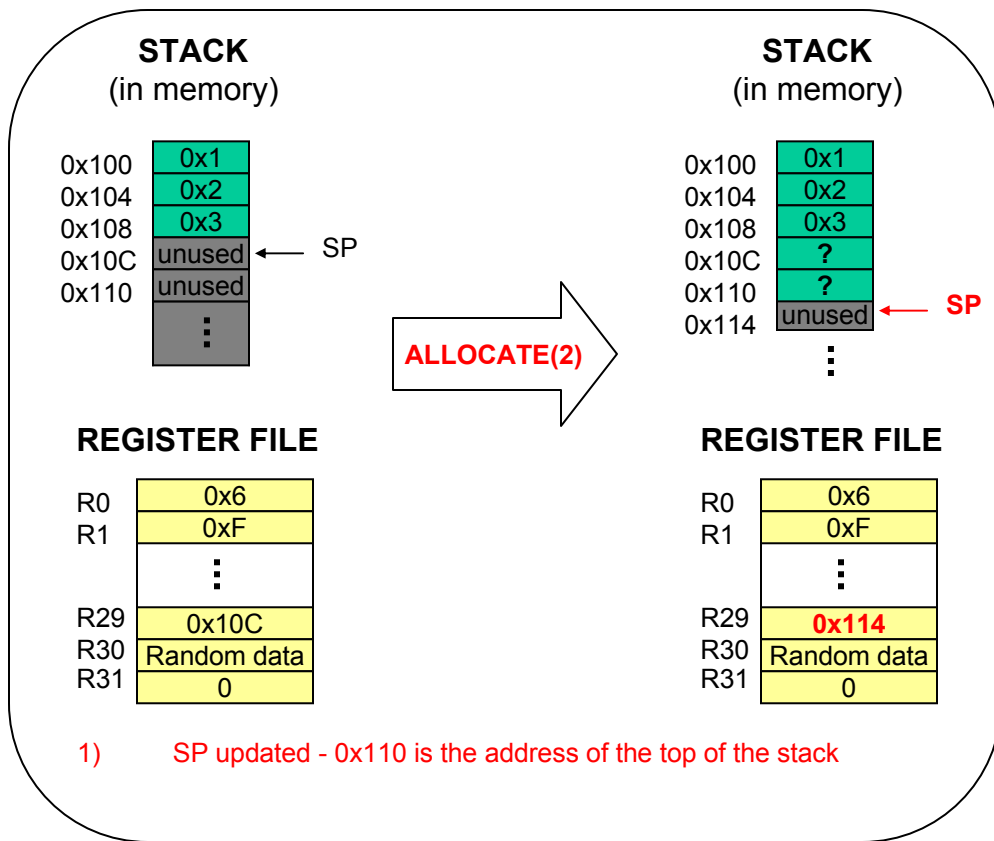 STACK
(in memory)
0x100 0x1
0x104 0x2
0x108 0x3
0x10C unused SP
0x110 unused
STACK
(in memory)
0x100 0x1
0x104 0x2
0x108 0x3
0x10C ?
0x110 ?
0x114 unused SP
ALLOCATE(2)
REGISTER FILE
R0 0x6
R1 0xF
R29 0x10C
R30 Random data
R31 0
REGISTER FILE
R0 0x6
R1 0xF
R29 0x114
R30 Random data
R31 0
1) SP updated - 0x110 is the address of the top of the stack